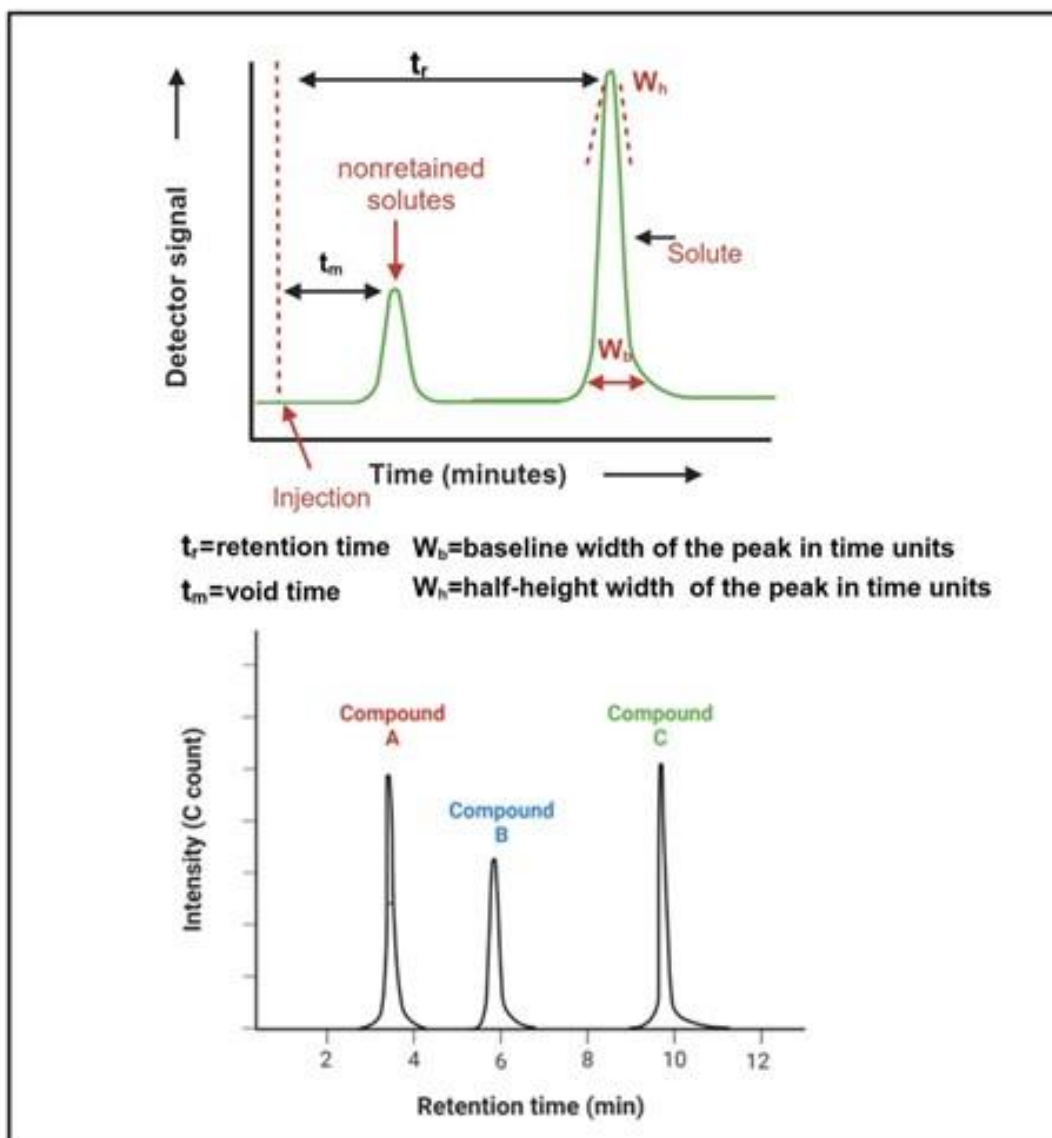 tr
Wh
nonretained
solutes
tm
Solute
Wb
Detector signal
Time (minutes)
Injection
tr=retention time Wb=baseline width of the peak in time units
tm=void time Wh=half-height width of the peak in time units
Compound
A
Compound
B
Compound
C
Intensity (C count)
2 4 6 8 10 12
Retention time (min)